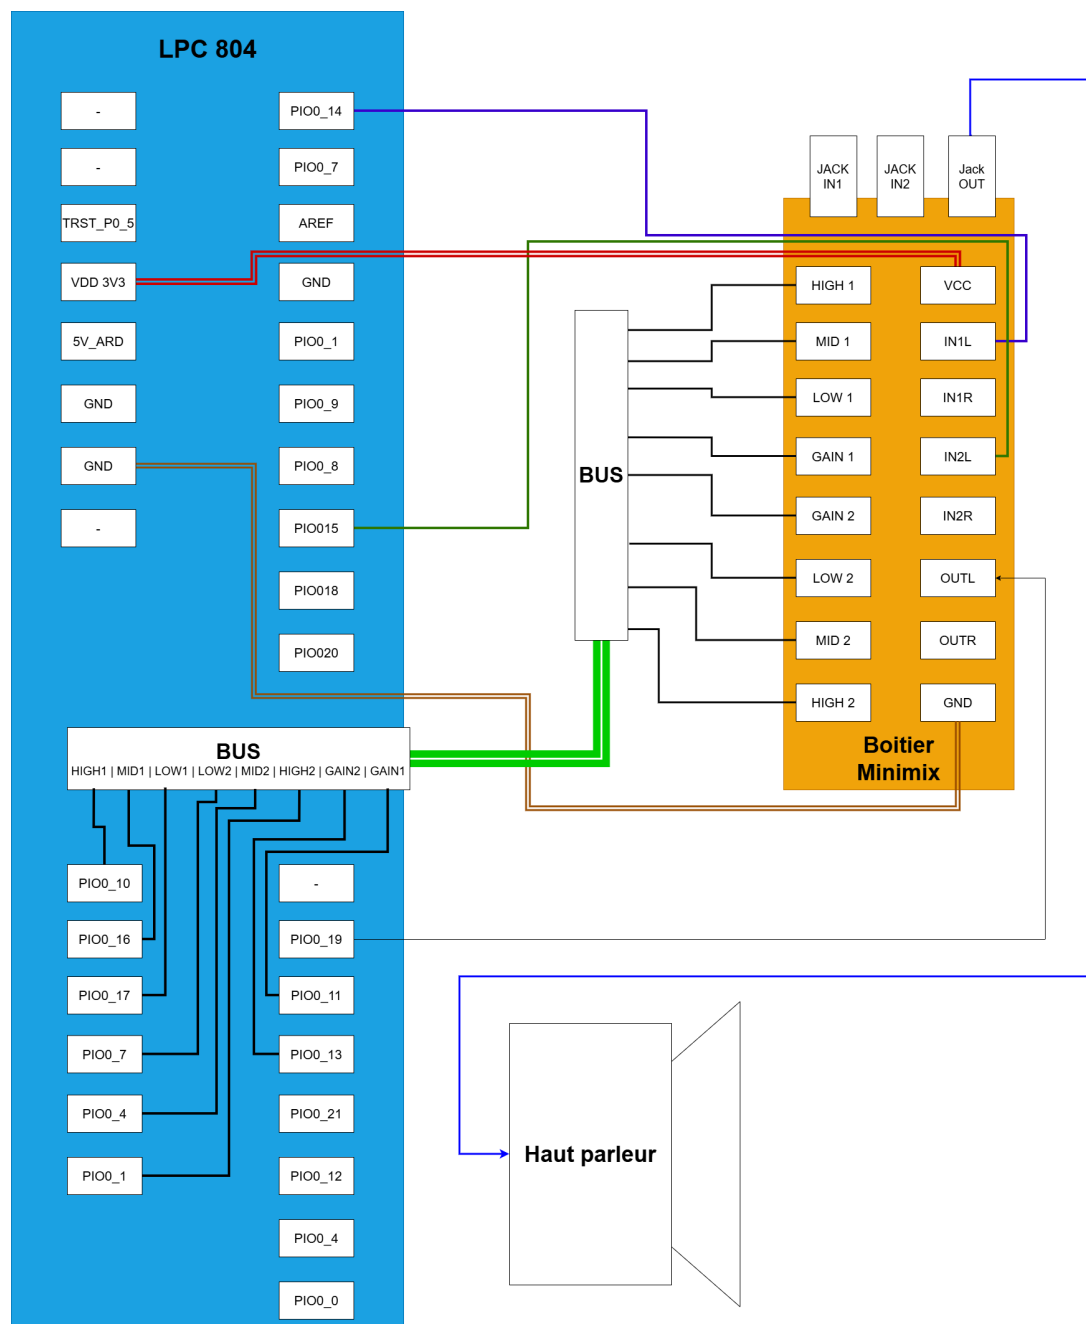 LPC 804
-
PIO0_14
-
PIO0_7
TRST_P0_5
AREF
VDD 3V3
GND
5V_ARD
PIO0_1
GND
PIO0_9
GND
PIO0_8
-
PIO015
PIO018
PIO020
BUS
HIGH1 | MID1 | LOW1 | LOW2 | MID2 | HIGH2 | GAIN2 | GAIN1
PIO0_10
-
PIO0_16
PIO0_19
PIO0_17
PIO0_11
PIO0_7
PIO0_13
PIO0_4
PIO0_21
PIO0_1
PIO0_12
PIO0_4
PIO0_0
BUS
JACK
IN1
JACK
IN2
Jack
OUT
HIGH 1
VCC
MID 1
IN1L
LOW 1
IN1R
GAIN 1
IN2L
GAIN 2
IN2R
LOW 2
OUTL
MID 2
OUTR
HIGH 2
GND
Boitier
Minimix
Haut parleur